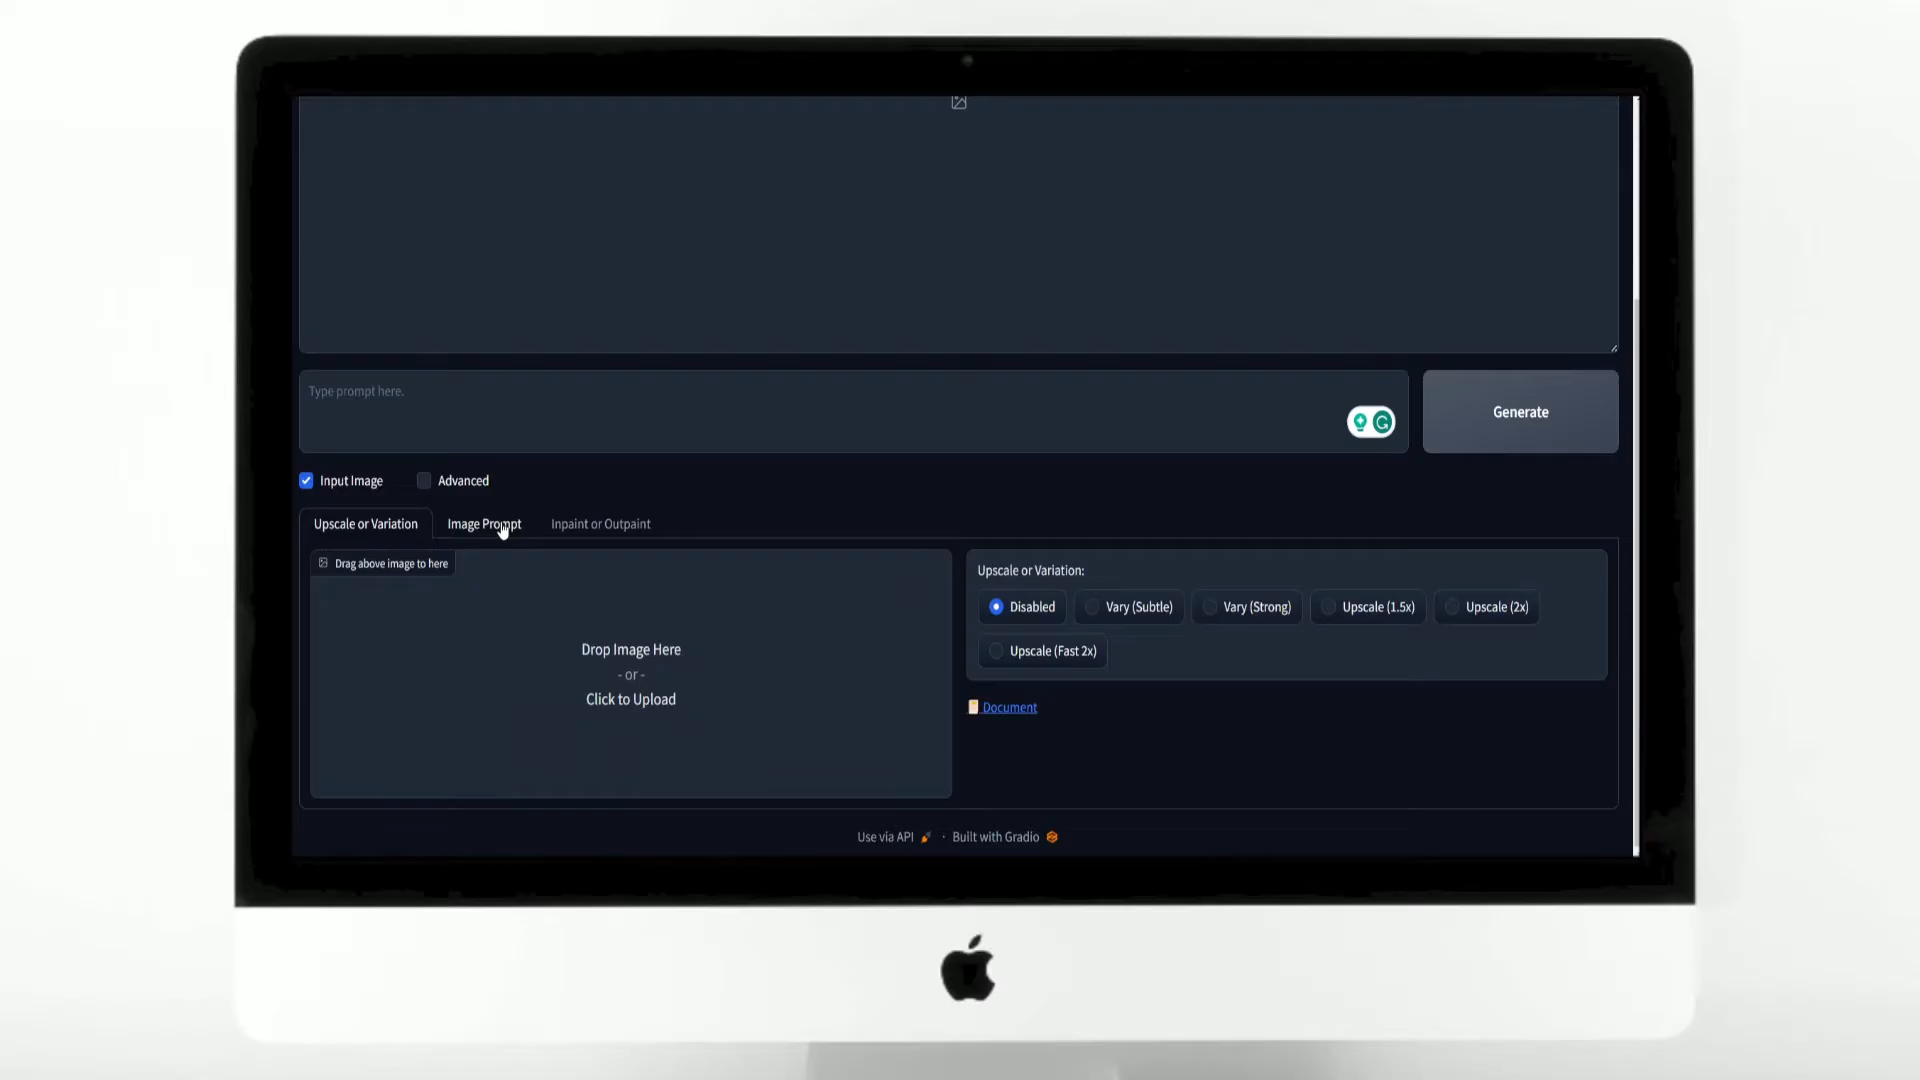 Type prompt here.
Generate
Input Image Advanced
Upscale or Variation Image Prompt Inpaint or Outpaint
Drag above image to here
Drop Image Here
- or -
Click to Upload
Upscale or Variation:
Disabled Vary (Subtle) Vary (Strong) Upscale (1.5x) Upscale (2x)
Upscale (Fast 2x)
Document
Use via API · Built with Gradio